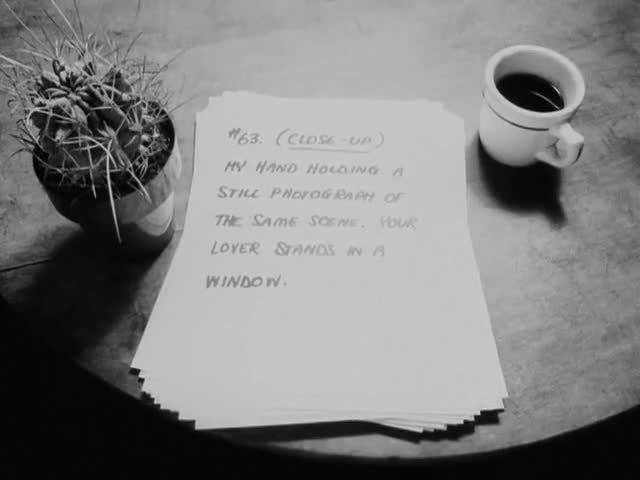 #63. (CLOSE-UP)
MY HAND HOLDING A
STILL PHOTOGRAPH OF
THE SAME SCENE. YOUR
LOVER STANDS IN A
WINDOW.